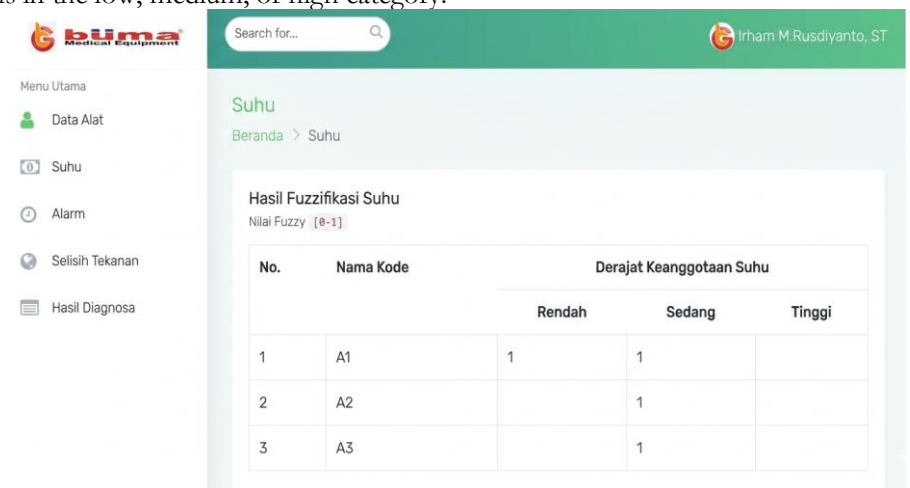 is in the low, medium, or high category.
büma
Medical Equipment
Search for...
Irham M.Rusdiyanto, ST
Menu Utama
Data Alat
Suhu
Alarm
Selisih Tekanan
Hasil Diagnosa
Suhu
Beranda > Suhu
Hasil Fuzzifikasi Suhu
Nilai Fuzzy [0-1]
No. Nama Kode Derajat Keanggotaan Suhu
Rendah Sedang Tinggi
1 A1 1 1
2 A2 1
3 A3 1